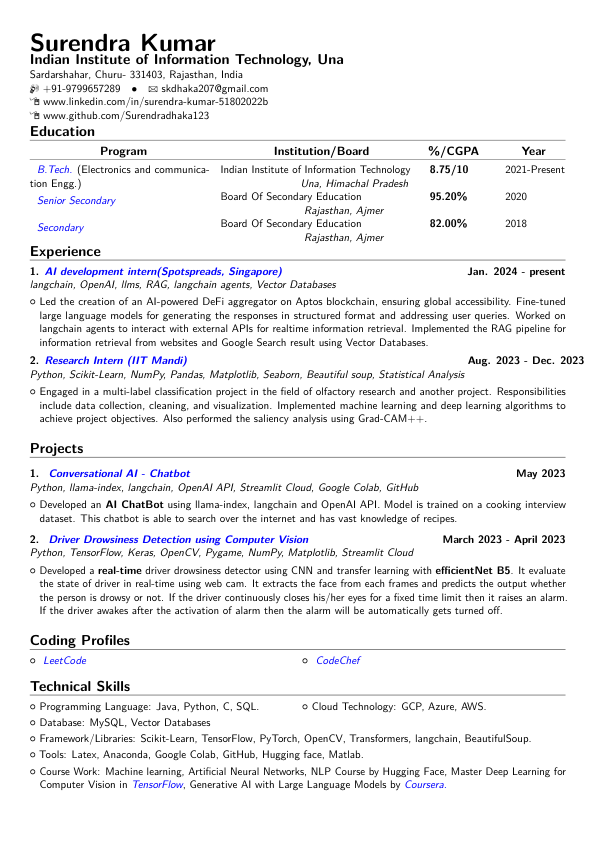 Surendra Kumar
Indian Institute of Information Technology, Una
Sardarshahar, Churu- 331403, Rajasthan, India
+91-9799657289 • skdhaka207@gmail.com
www.linkedin.com/in/surendra-kumar-51802022b
www.github.com/Surendradhaka123
Education
Program Institution/Board %/CGPA Year
B.Tech. (Electronics and communica- Indian Institute of Information Technology 8.75/10 2021-Present
tion Engg.) Una, Himachal Pradesh
Senior Secondary Board Of Secondary Education 95.20% 2020
Rajasthan, Ajmer
Secondary Board Of Secondary Education 82.00% 2018
Rajasthan, Ajmer
Experience
1. AI development intern(Spotspreads, Singapore) Jan. 2024 - present
langchain, OpenAI, llms, RAG, langchain agents, Vector Databases
Led the creation of an AI-powered DeFi aggregator on Aptos blockchain, ensuring global accessibility. Fine-tuned
large language models for generating the responses in structured format and addressing user queries. Worked on
langchain agents to interact with external APIs for realtime information retrieval. Implemented the RAG pipeline for
information retrieval from websites and Google Search result using Vector Databases.
2. Research Intern (IIT Mandi) Aug. 2023 - Dec. 2023
Python, Scikit-Learn, NumPy, Pandas, Matplotlib, Seaborn, Beautiful soup, Statistical Analysis
Engaged in a multi-label classification project in the field of olfactory research and another project. Responsibilities
include data collection, cleaning, and visualization. Implemented machine learning and deep learning algorithms to
achieve project objectives. Also performed the saliency analysis using Grad-CAM++.
Projects
1. Conversational AI - Chatbot May 2023
Python, llama-index, langchain, OpenAI API, Streamlit Cloud, Google Colab, GitHub
Developed an AI ChatBot using llama-index, langchain and OpenAI API. Model is trained on a cooking interview
dataset. This chatbot is able to search over the internet and has vast knowledge of recipes.
2. Driver Drowsiness Detection using Computer Vision March 2023 - April 2023
Python, TensorFlow, Keras, OpenCV, Pygame, NumPy, Matplotlib, Streamlit Cloud
Developed a real-time driver drowsiness detector using CNN and transfer learning with efficientNet B5. It evaluate
the state of driver in real-time using web cam. It extracts the face from each frames and predicts the output whether
the person is drowsy or not. If the driver continuously closes his/her eyes for a fixed time limit then it raises an alarm.
If the driver awakes after the activation of alarm then the alarm will be automatically gets turned off.
Coding Profiles
LeetCode CodeChef
Technical Skills
Programming Language: Java, Python, C, SQL. Cloud Technology: GCP, Azure, AWS.
Database: MySQL, Vector Databases
Framework/Libraries: Scikit-Learn, TensorFlow, PyTorch, OpenCV, Transformers, langchain, BeautifulSoup.
Tools: Latex, Anaconda, Google Colab, GitHub, Hugging face, Matlab.
Course Work: Machine learning, Artificial Neural Networks, NLP Course by Hugging Face, Master Deep Learning for
Computer Vision in TensorFlow, Generative AI with Large Language Models by Coursera.